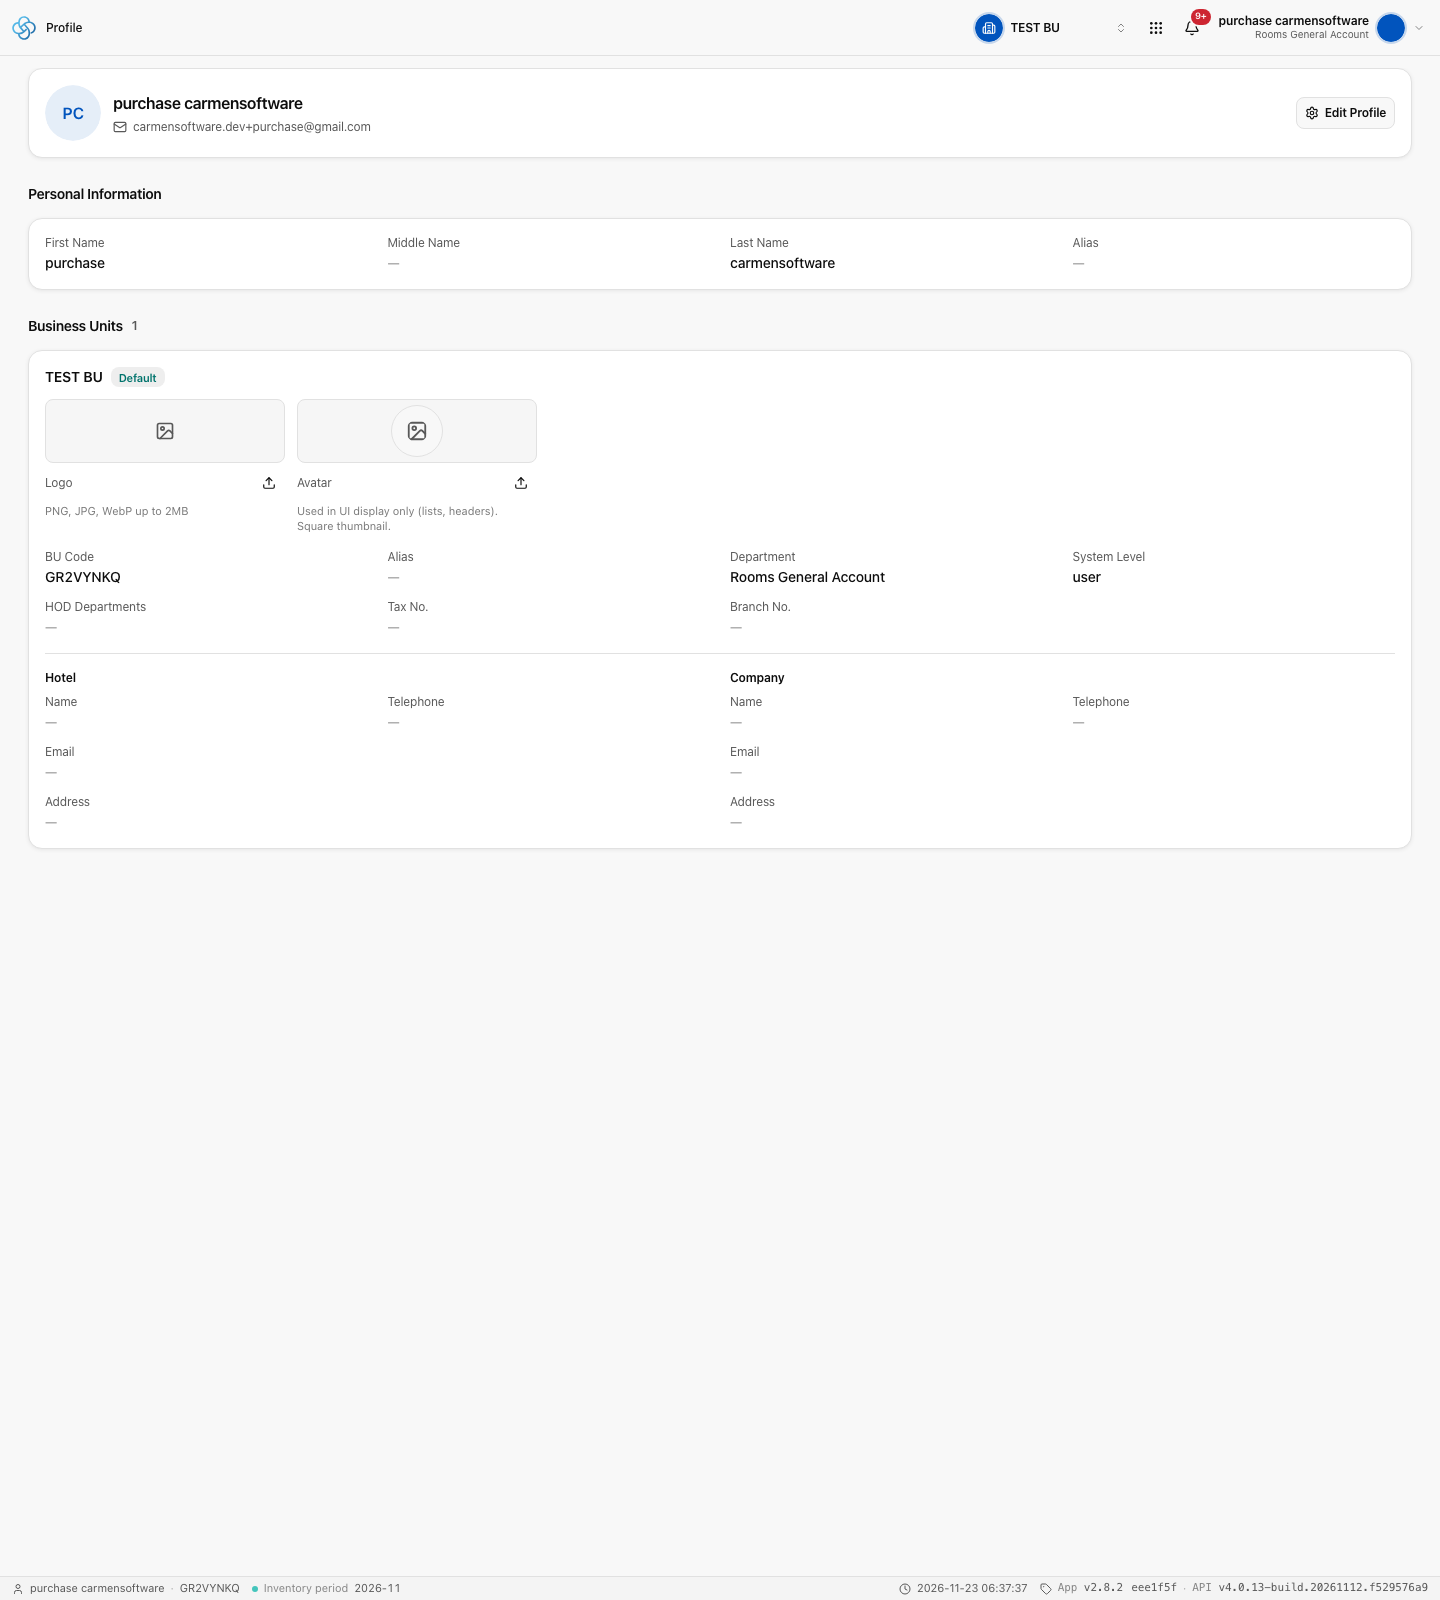 Profile
TEST BU
9+
purchase carmensoftware
Rooms General Account
PC
purchase carmensoftware
carmensoftware.dev+purchase@gmail.com
Edit Profile
Personal Information
First Name
purchase
Middle Name
—
Last Name
carmensoftware
Alias
—
Business Units 1
TEST BU Default
Logo
PNG, JPG, WebP up to 2MB
Avatar
Used in UI display only (lists, headers).
Square thumbnail.
BU Code
GR2VYNKQ
Alias
—
Department
Rooms General Account
System Level
user
HOD Departments
—
Tax No.
—
Branch No.
—
Hotel
Name
—
Telephone
—
Email
—
Address
—
Company
Name
—
Telephone
—
Email
—
Address
—
purchase carmensoftware · GR2VYNKQ Inventory period 2026-11
2026-11-23 06:37:37 App v2.8.2 eee1f5f · API v4.0.13-build.20261112.f529576a9